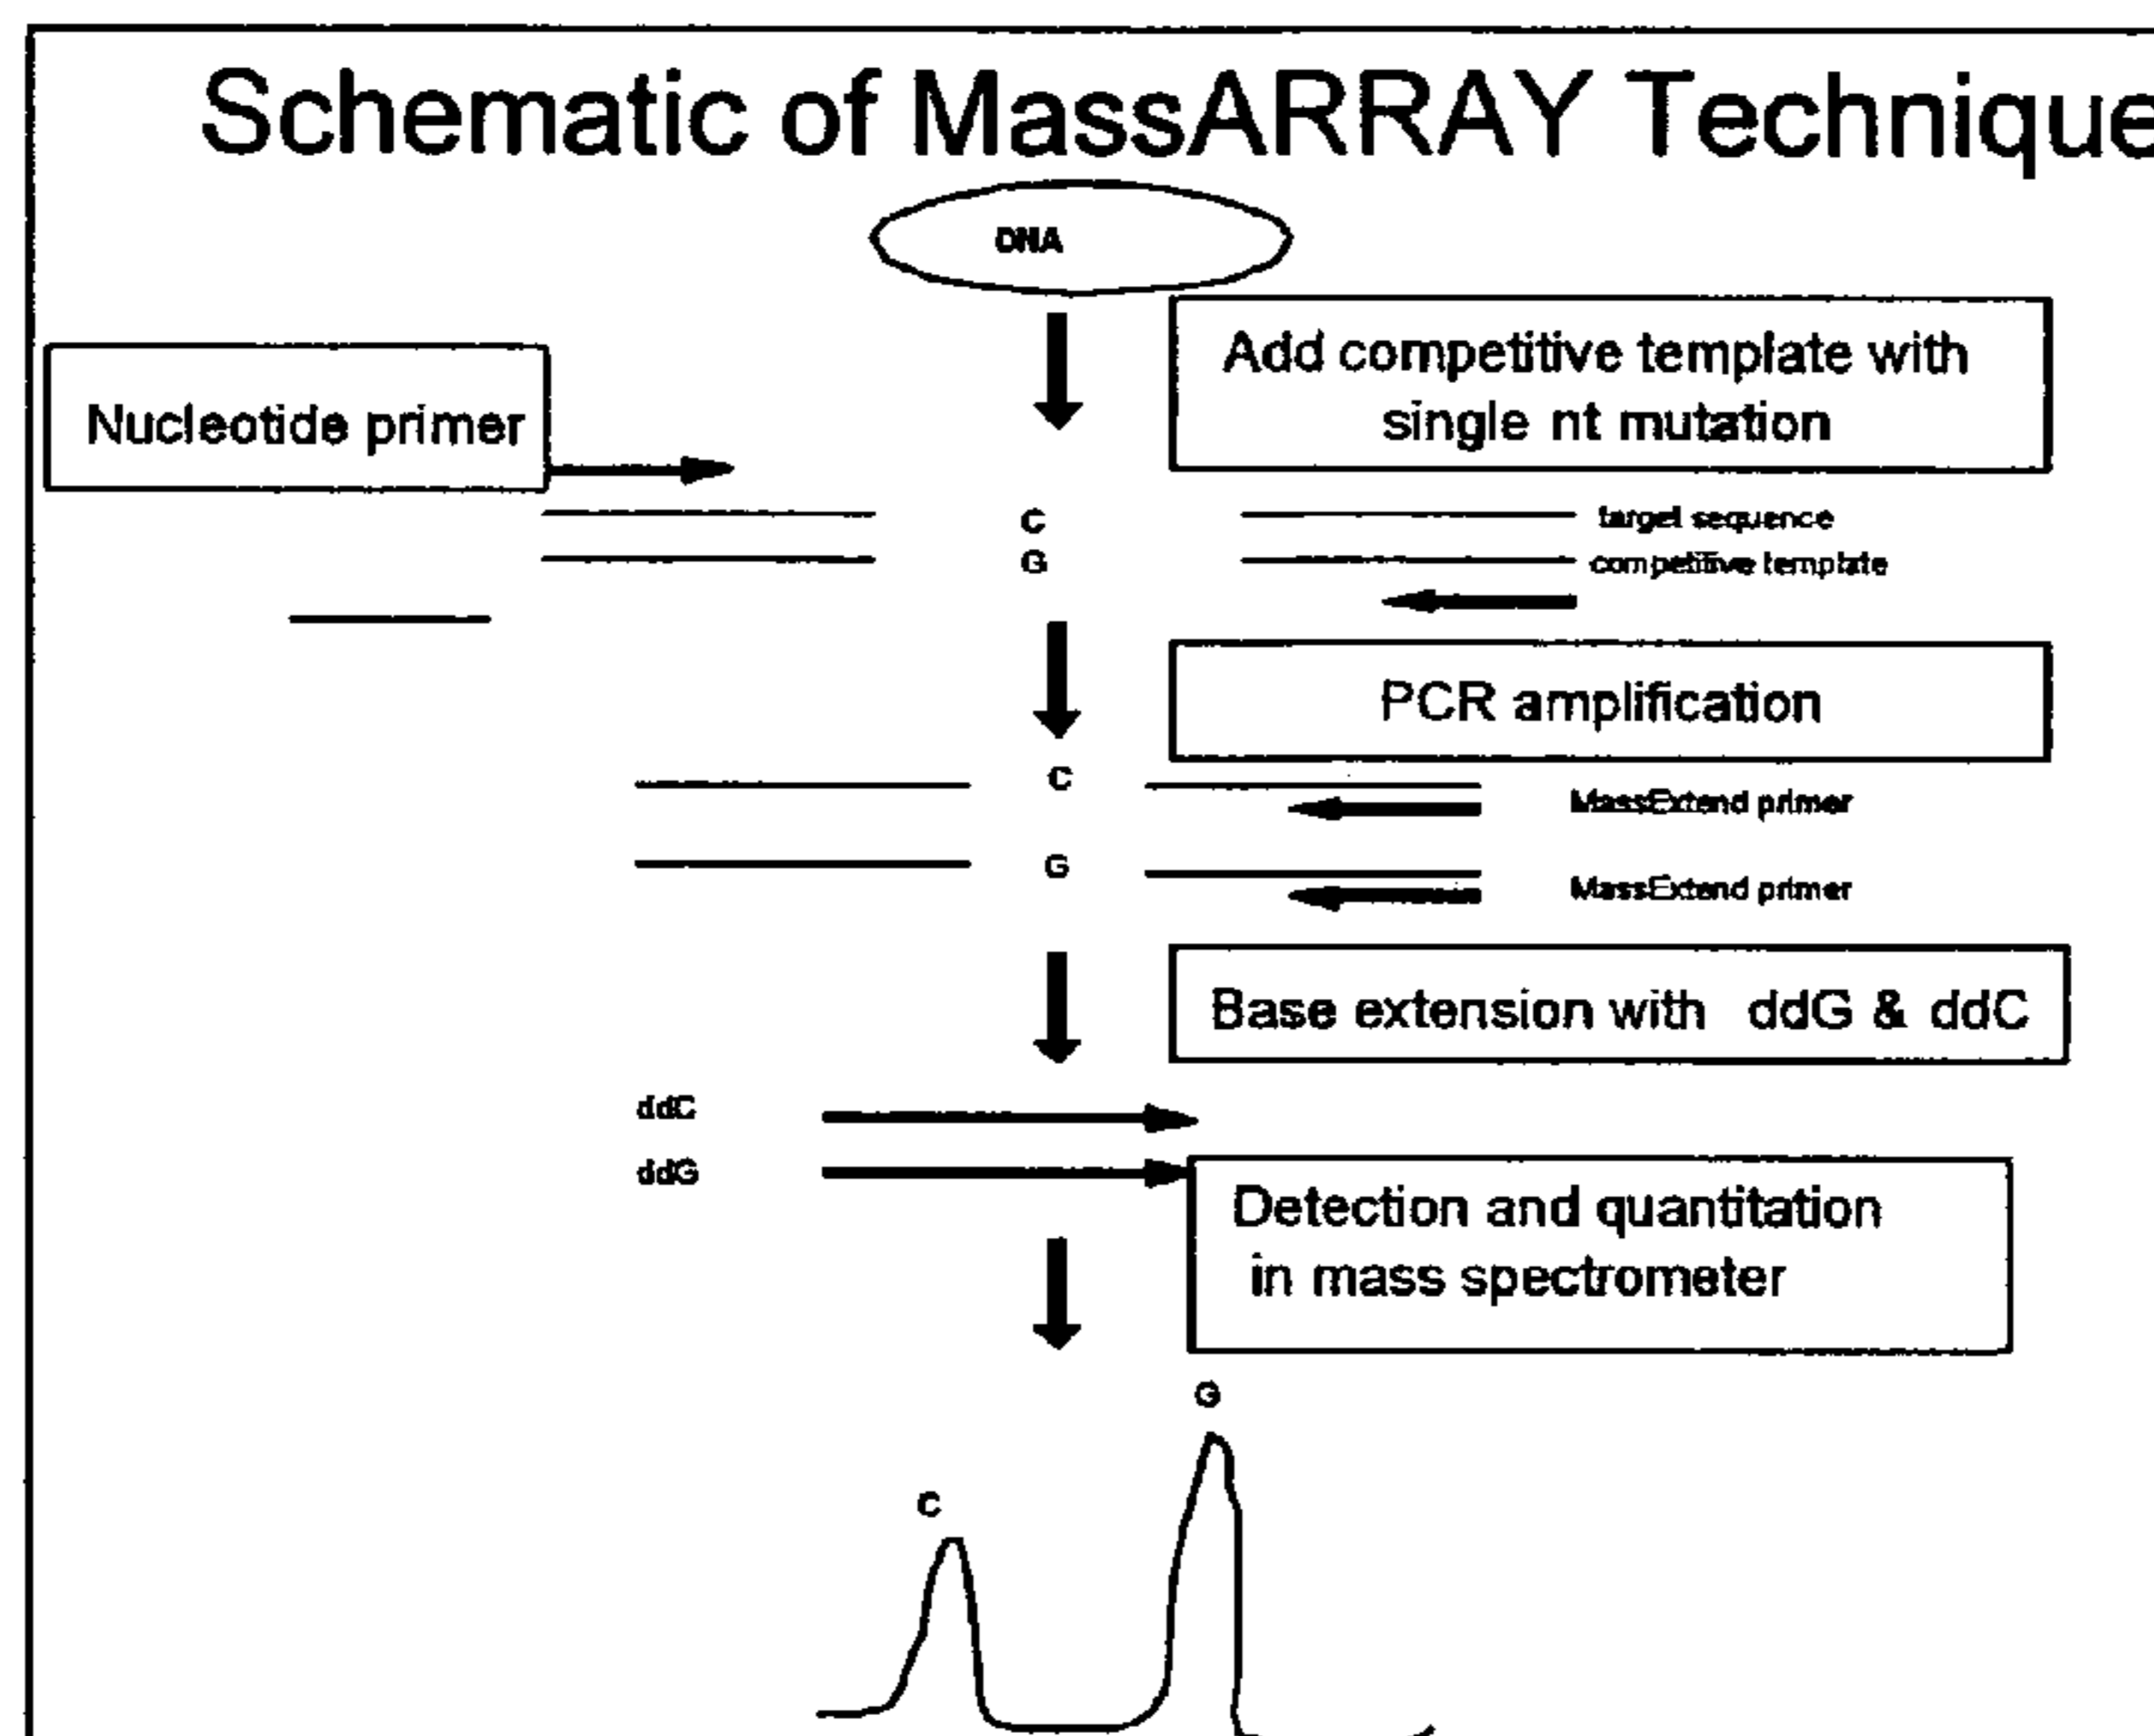 Schematic of MassARRAY Technique
DNA
Add competitive template with
single nt mutation
Nucleotide primer
C
target sequence
G
competitive template
PCR amplification
C
MassExtend primer
G
MassExtend primer
Base extension with ddG & ddC
ddC
ddG
Detection and quantitation
in mass spectrometer
G
C